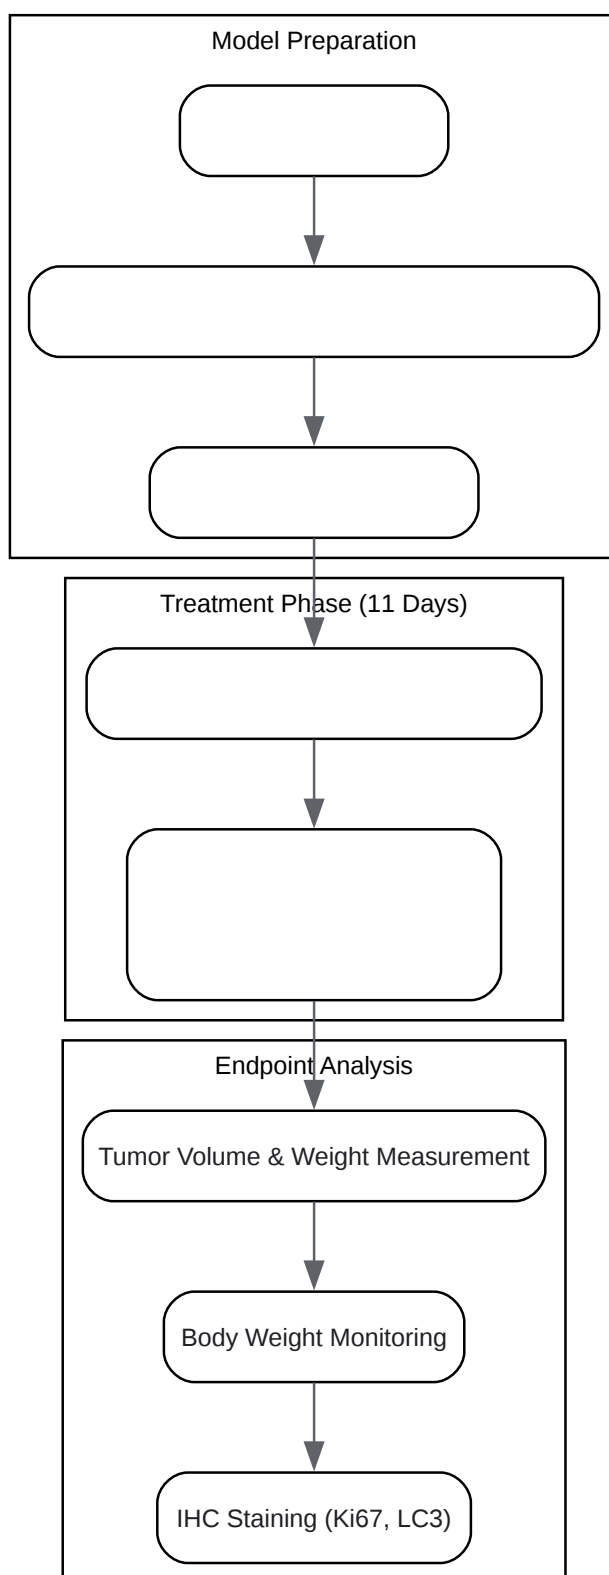 Model Preparation
Treatment Phase (11 Days)
Endpoint Analysis
Tumor Volume & Weight Measurement
Body Weight Monitoring
IHC Staining (Ki67, LC3)